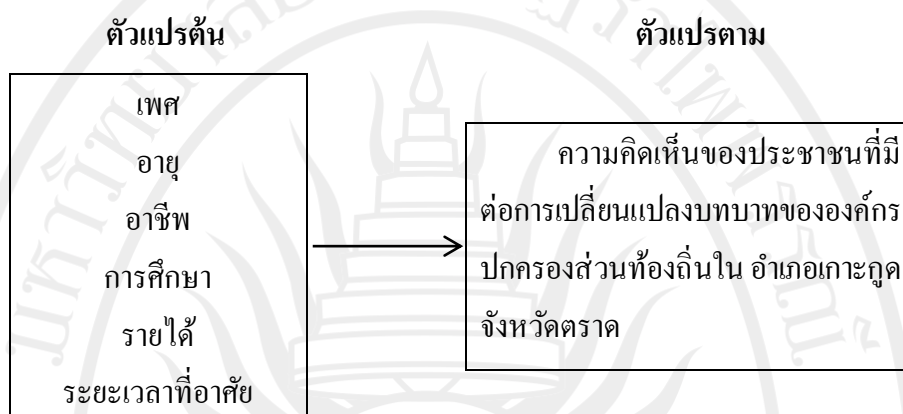 ตัวแปรต้น
เพศ
อายุ
อาชีพ
การศึกษา
รายได้
ระยะเวลาที่อาศัย
ตัวแปรตาม
ความคิดเห็นของประชาชนที่มี
ต่อการเปลี่ยนแปลงบทบาทขององค์กร
ปกครองส่วนท้องถิ่นใน อำเภอเกาะกูด
จังหวัดตราด